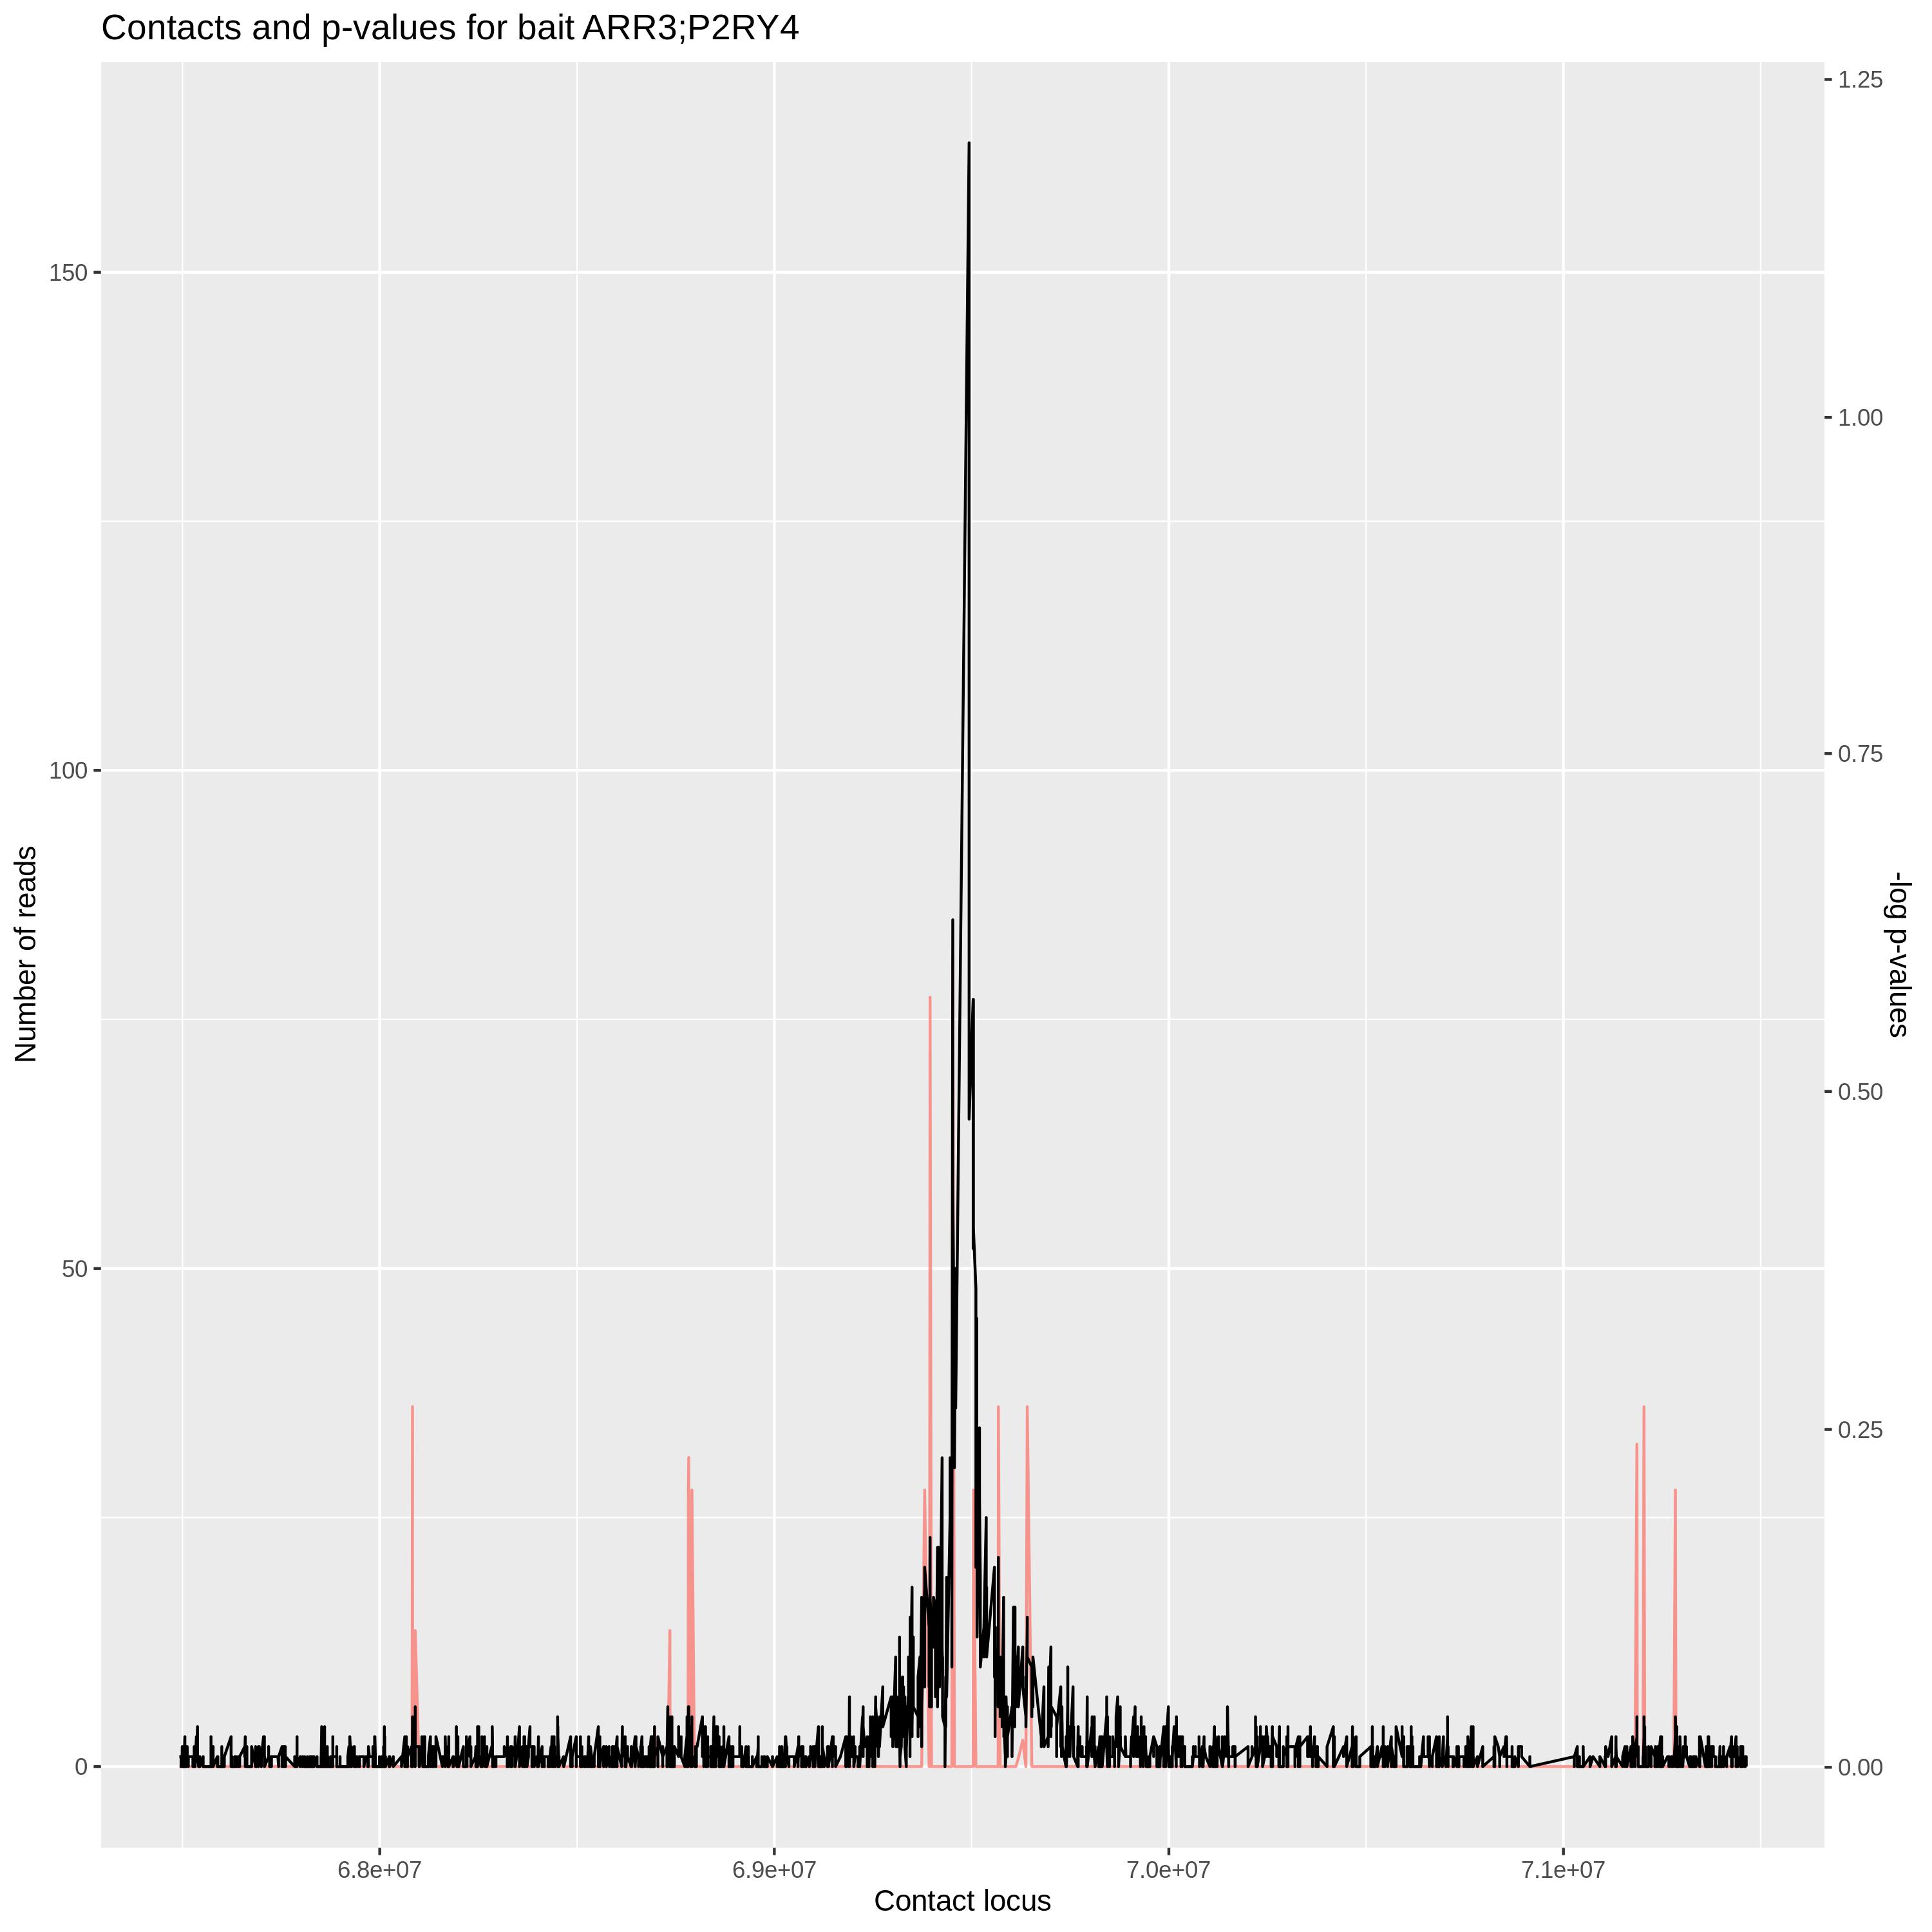 Contacts and p-values for bait ARR3;P2RY4
Number of reads
150
100
50
0
1.25
1.00
0.75
0.50
0.25
0.00
-log p-values
6.8e+07
6.9e+07
7.0e+07
7.1e+07
Contact locus